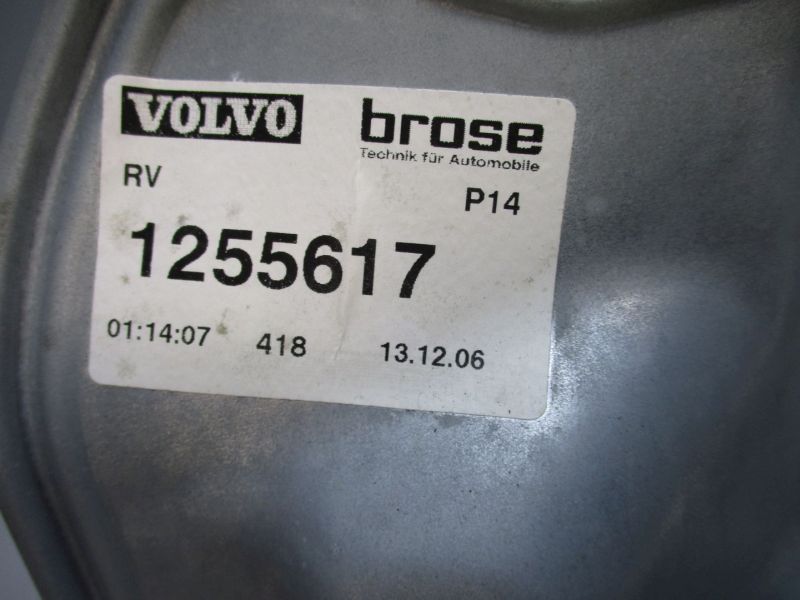 VOLVO brose
Technik für Automobile
RV P14
1255617
01:14:07 418 13.12.06